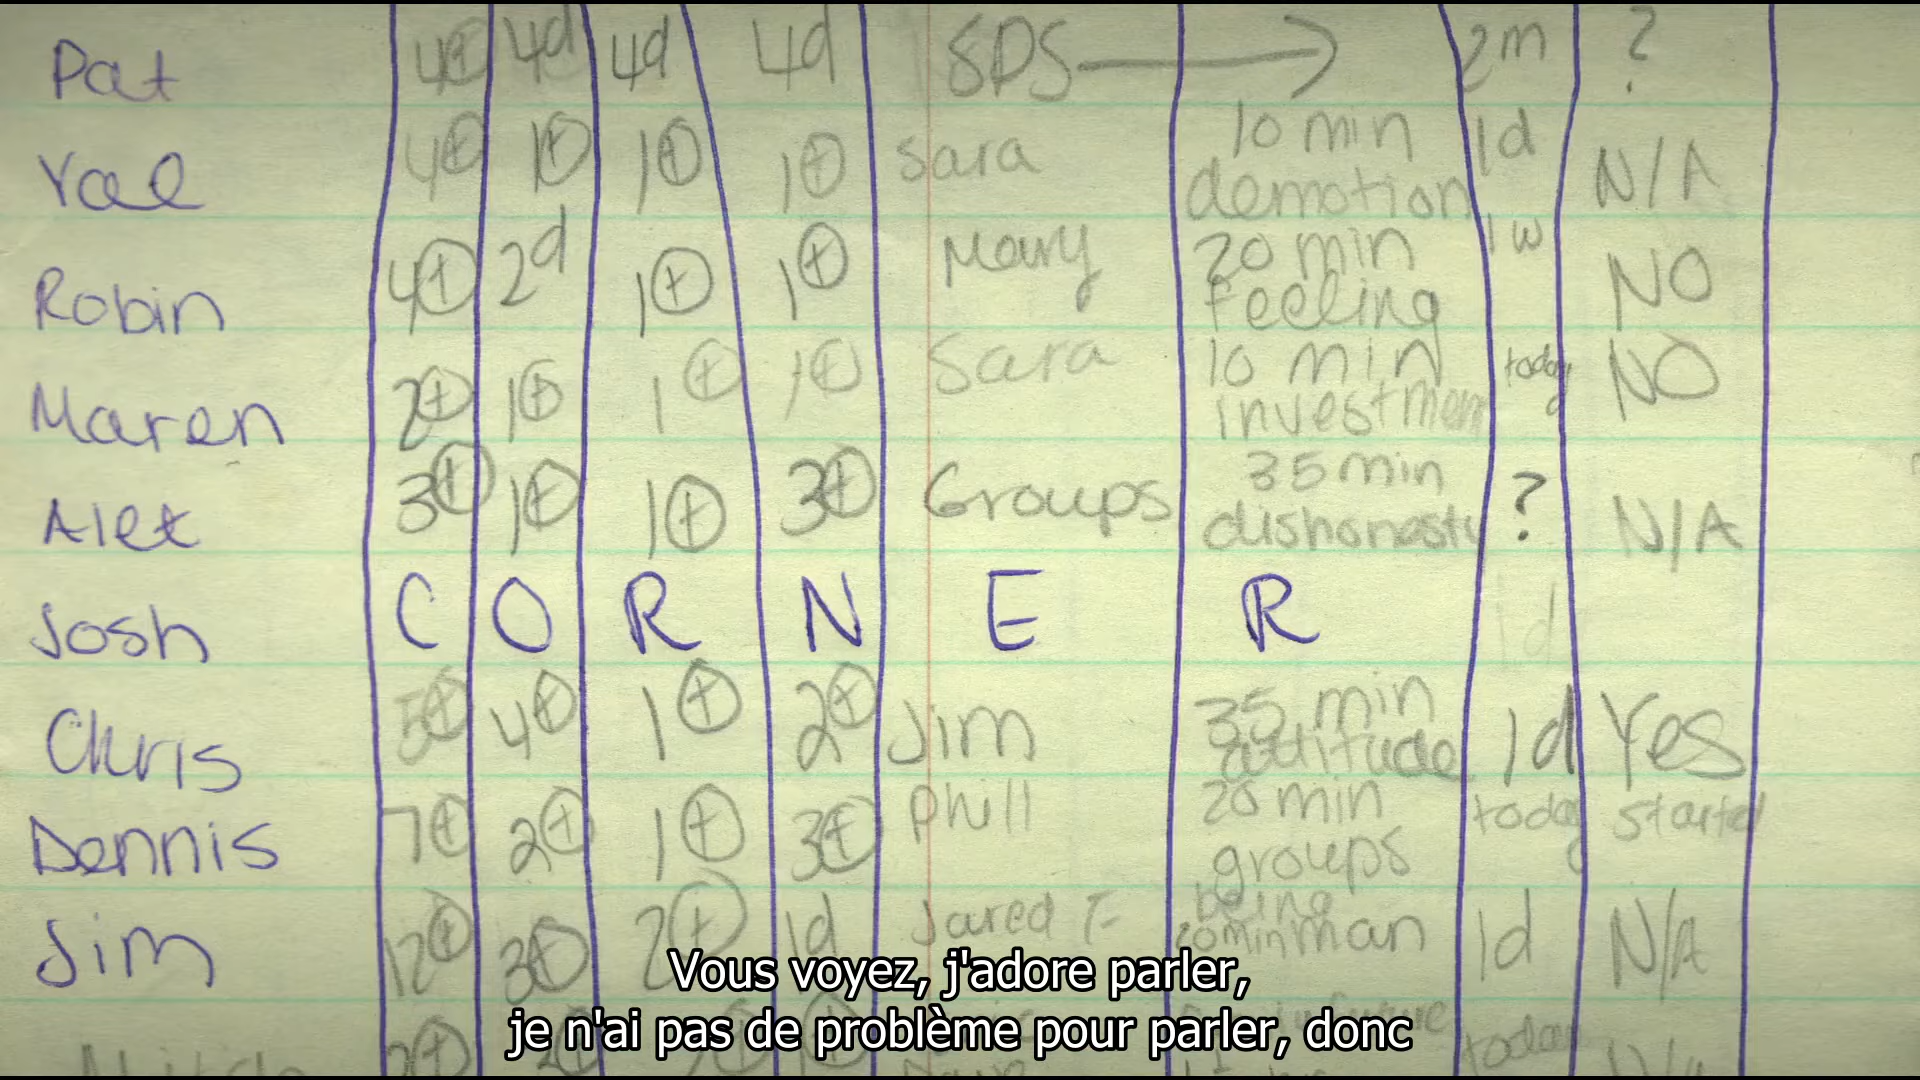 Pat 4⊕ 4d 4d 4d SDS → 2m ?
Yael 4⊕ 1⊕ 1⊕ 1⊕ Sara 10 min demotion 1d N/A
Robin 4⊕ 2d 1⊕ 1⊕ Mary 20 min Feeling 1w NO
Maren 2⊕ 1⊕ 1⊕ 1⊕ Sara 10 min investment today NO
Alex 3⊕ 1⊕ 1⊕ 3⊕ Groups 35 min dishonesty ? N/A
Josh C O R N E R 1d
Chris 5⊕ 4⊕ 1⊕ 2⊕ Jim 35 min attitude 1d Yes
Dennis 7⊕ 2⊕ 1⊕ 3⊕ Phill 20 min groups today started
Jim 12⊕ 3⊕ 2⊕ 1d Jared F being 20min man 1d N/A
today
Vous voyez, j'adore parler,
je n'ai pas de problème pour parler, donc